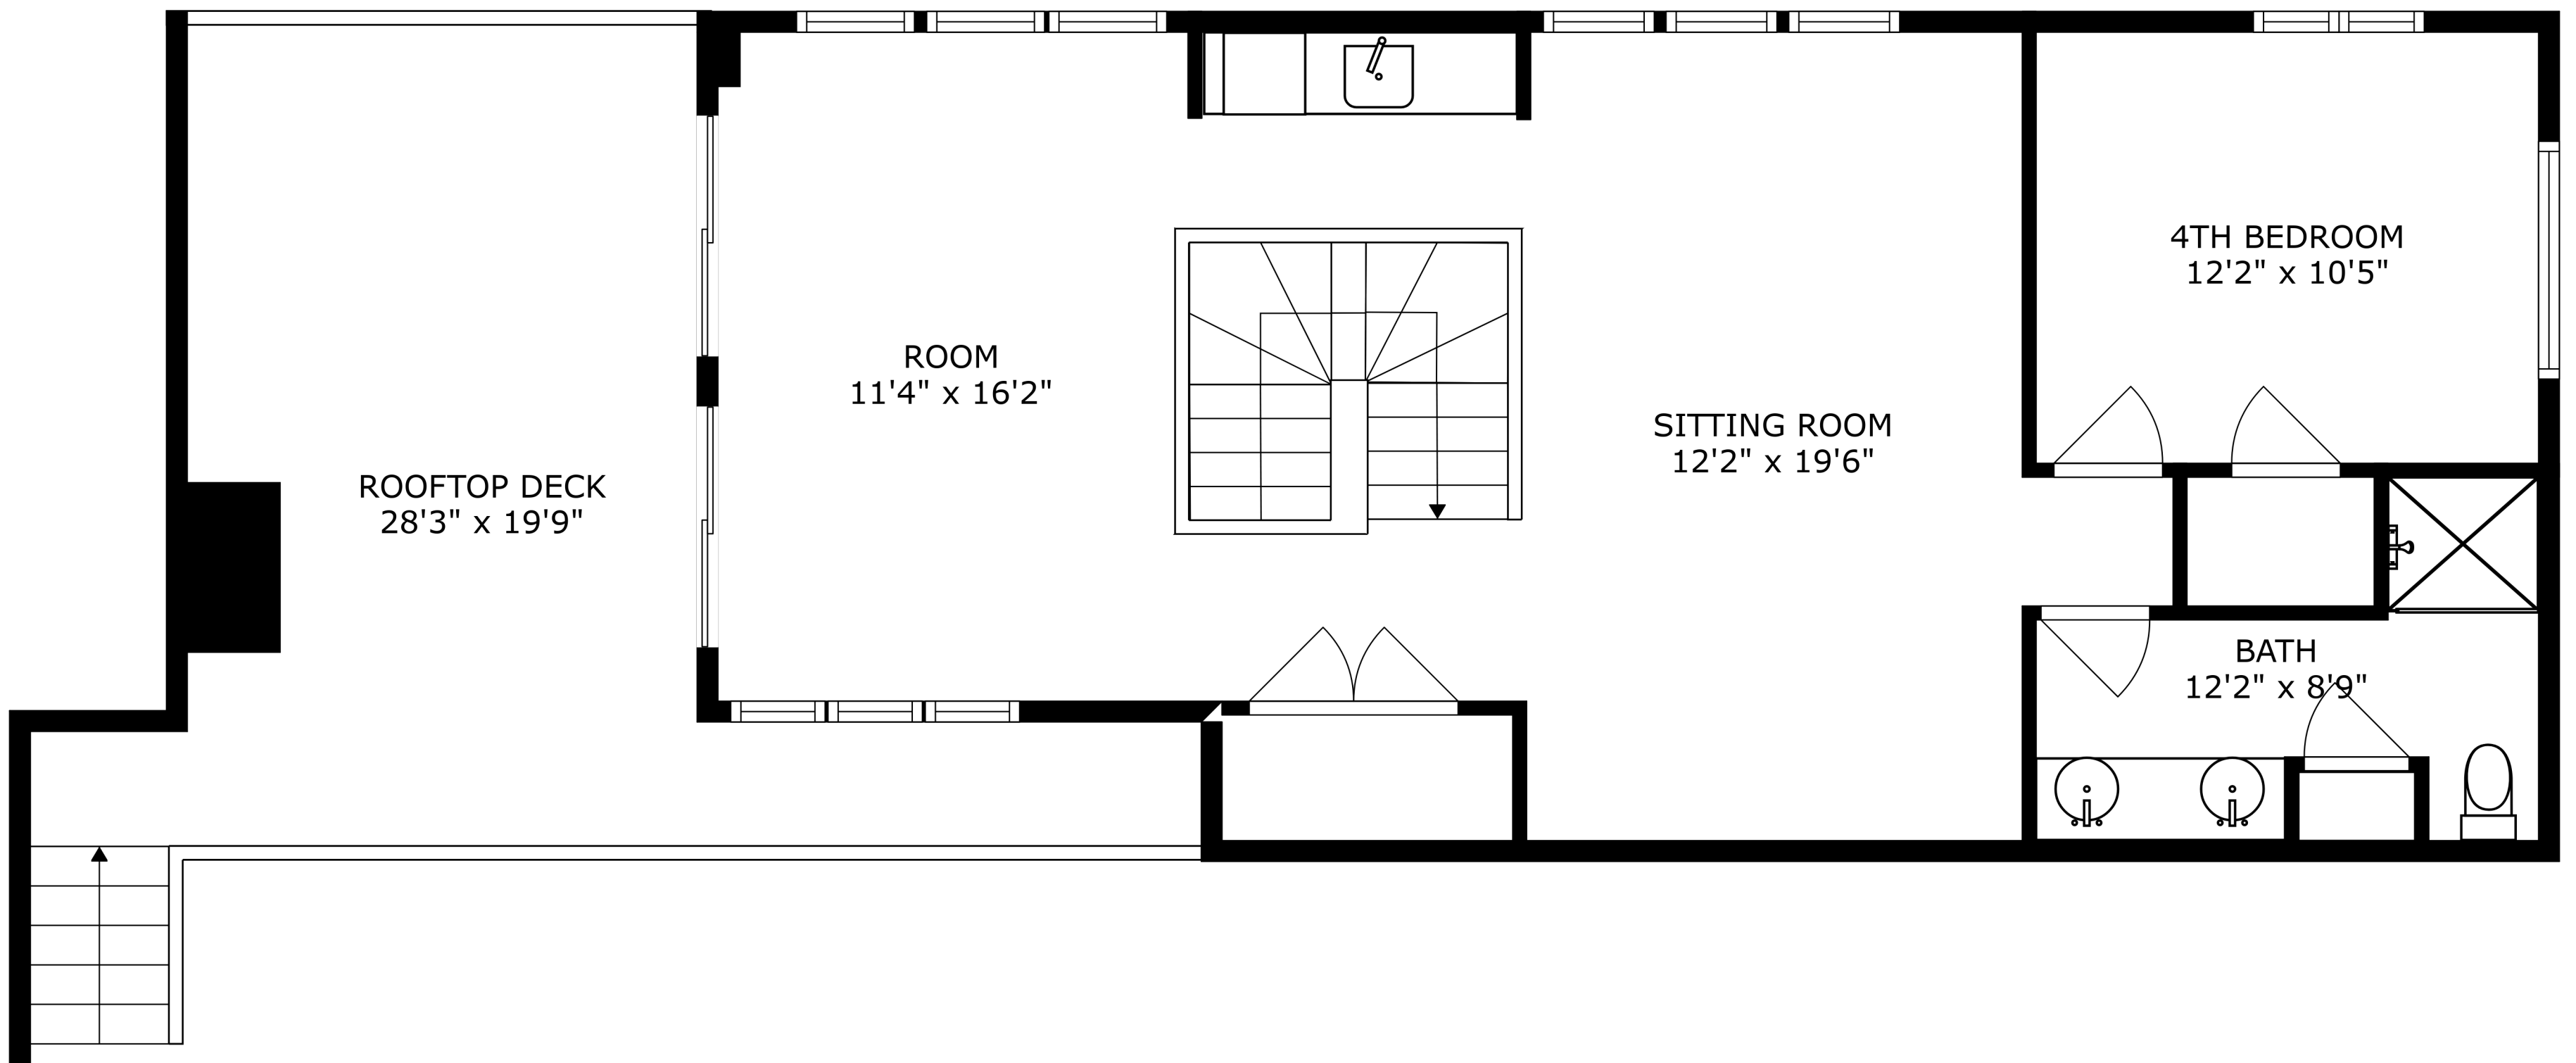 4TH BEDROOM
12'2" x 10'5"
ROOM
11'4" x 16'2"
SITTING ROOM
12'2" x 19'6"
ROOFTOP DECK
28'3" x 19'9"
BATH
12'2" x 8'9"